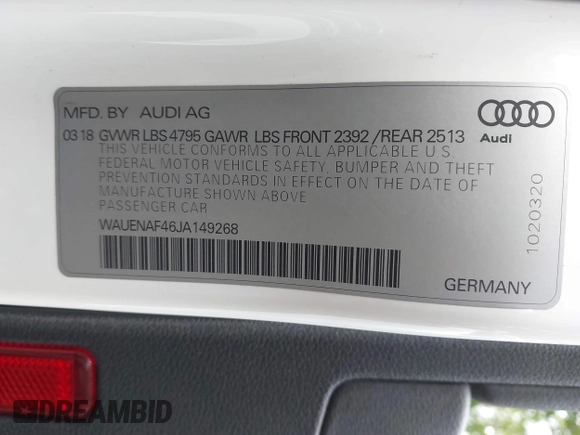 MFD. BY AUDI AG
0318 GVWR LBS 4795 GAWR LBS FRONT 2392 /REAR 2513
THIS VEHICLE CONFORMS TO ALL APPLICABLE U.S.
FEDERAL MOTOR VEHICLE SAFETY, BUMPER AND THEFT
PREVENTION STANDARDS IN EFFECT ON THE DATE OF
MANUFACTURE SHOWN ABOVE
PASSENGER CAR
WAUENAF46JA149268
Audi
1020320
GERMANY
DREAMBID